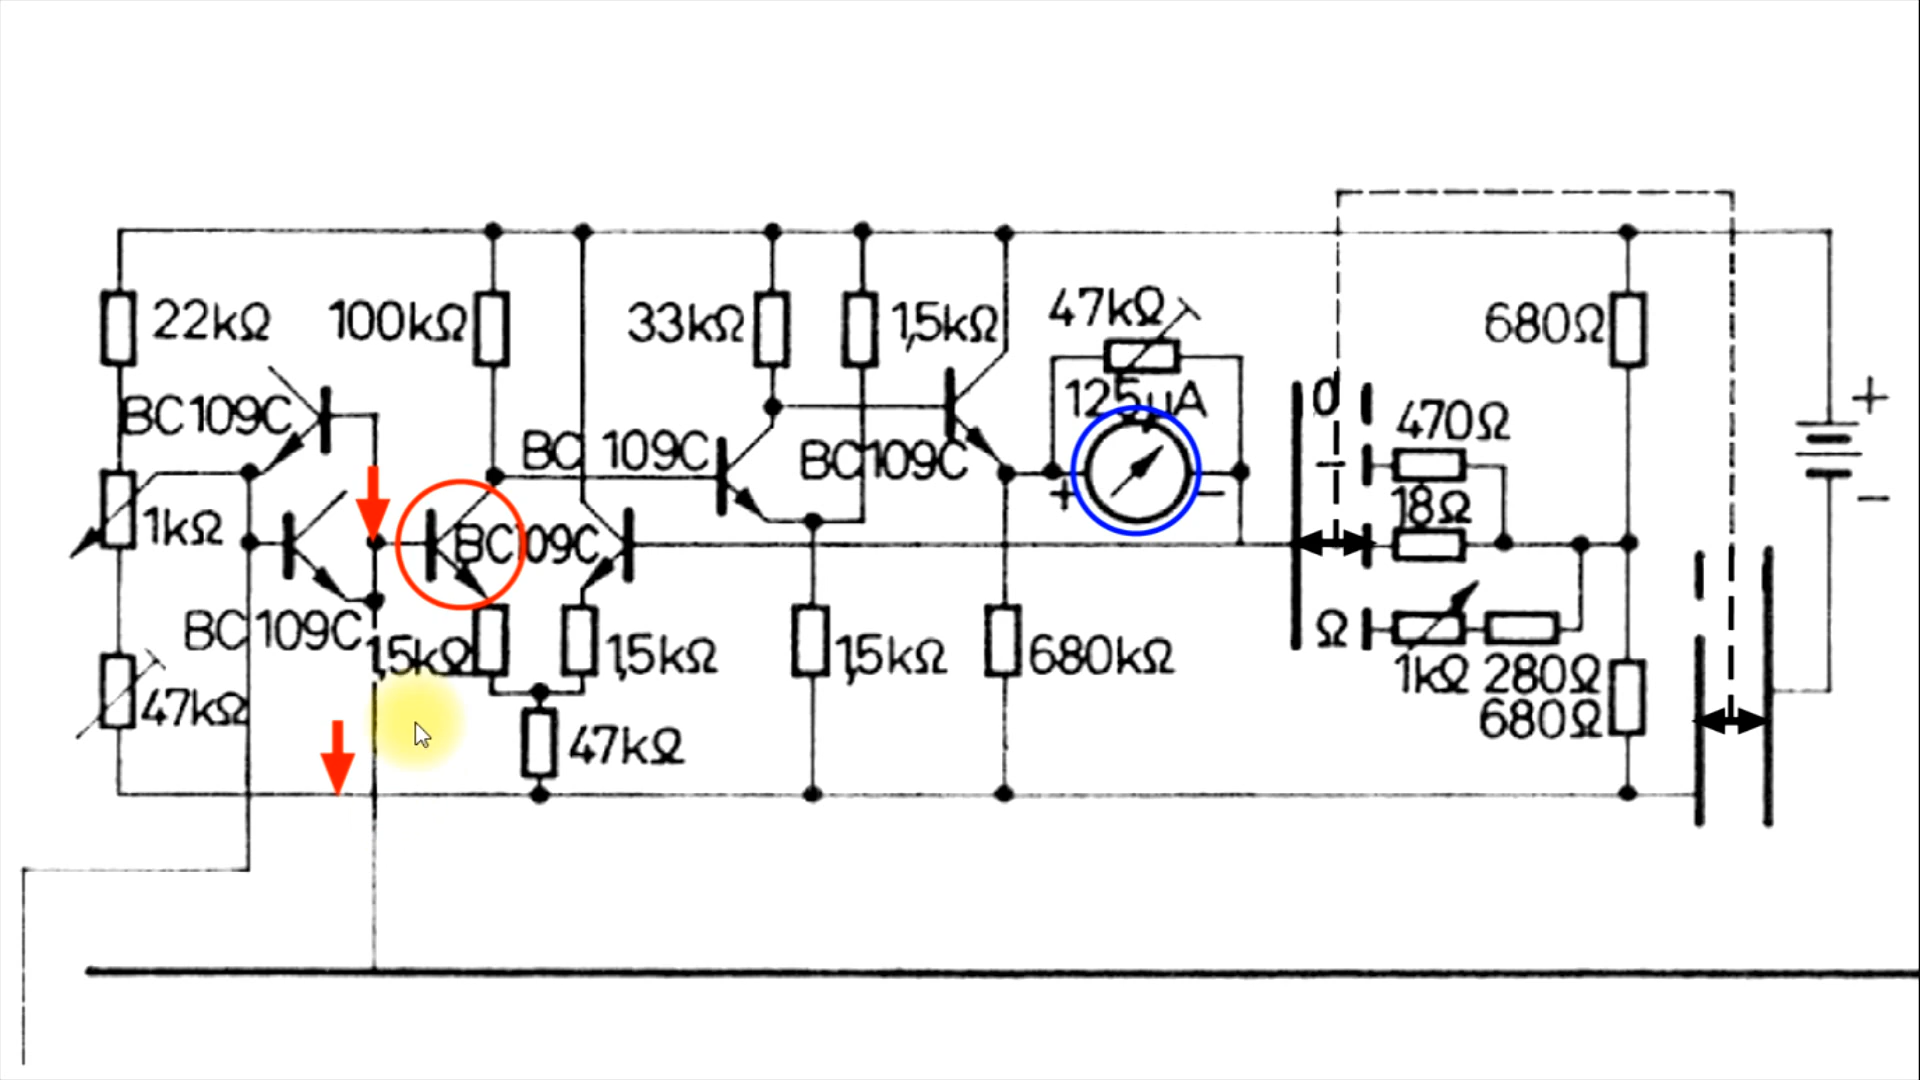 47kΩ
22kΩ
100kΩ
33kΩ
1,5kΩ
680Ω
125µA
0
470Ω
+
BC109C
BC 109C
BC109C
+
−
−
18Ω
−
1kΩ
BC109C
BC109C
1,5kΩ
1,5kΩ
1,5kΩ
680kΩ
Ω
1kΩ
280Ω
47kΩ
680Ω
47kΩ